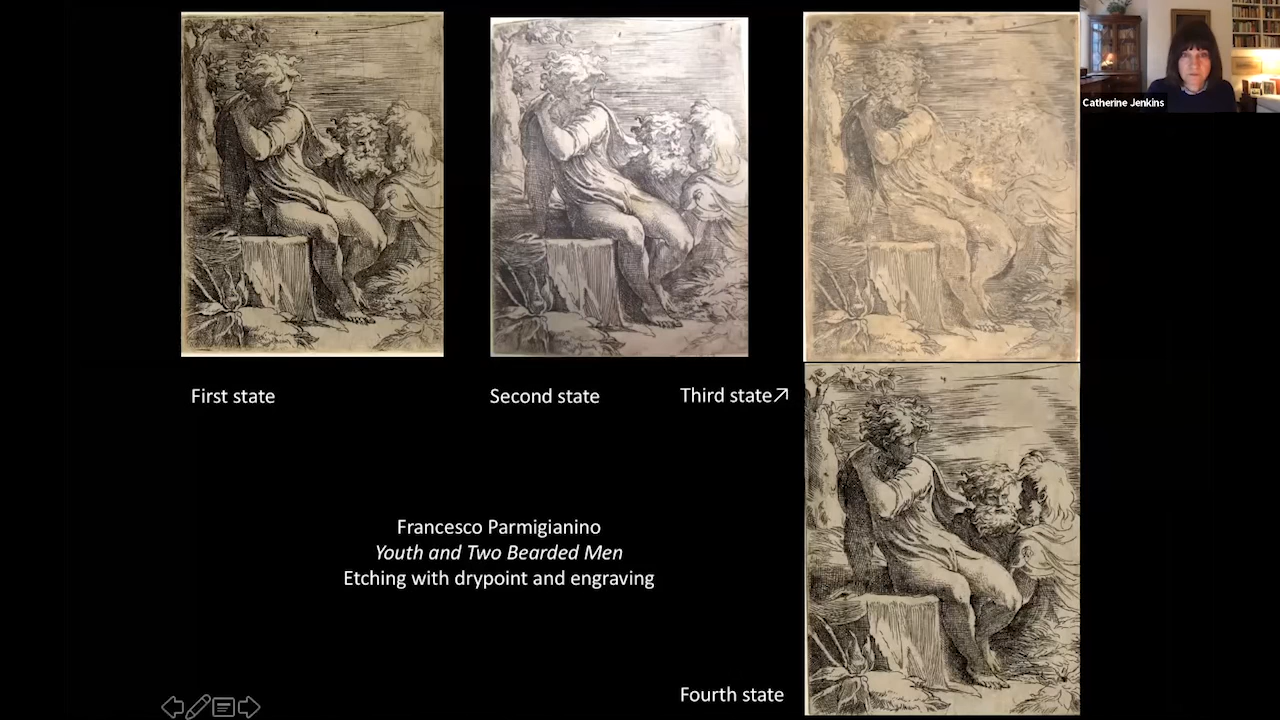 Catherine Jenkins
First state
Second state
Third state↗
Francesco Parmigianino
Youth and Two Bearded Men
Etching with drypoint and engraving
Fourth state